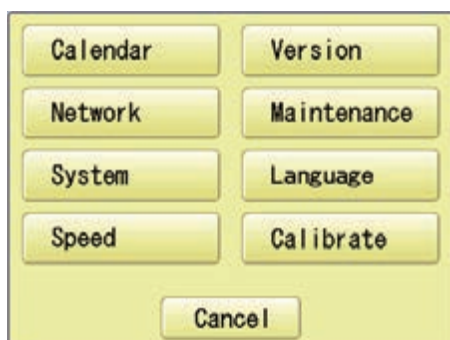 Calendar Version
Network Maintenance
System Language
Speed Calibrate
Cancel